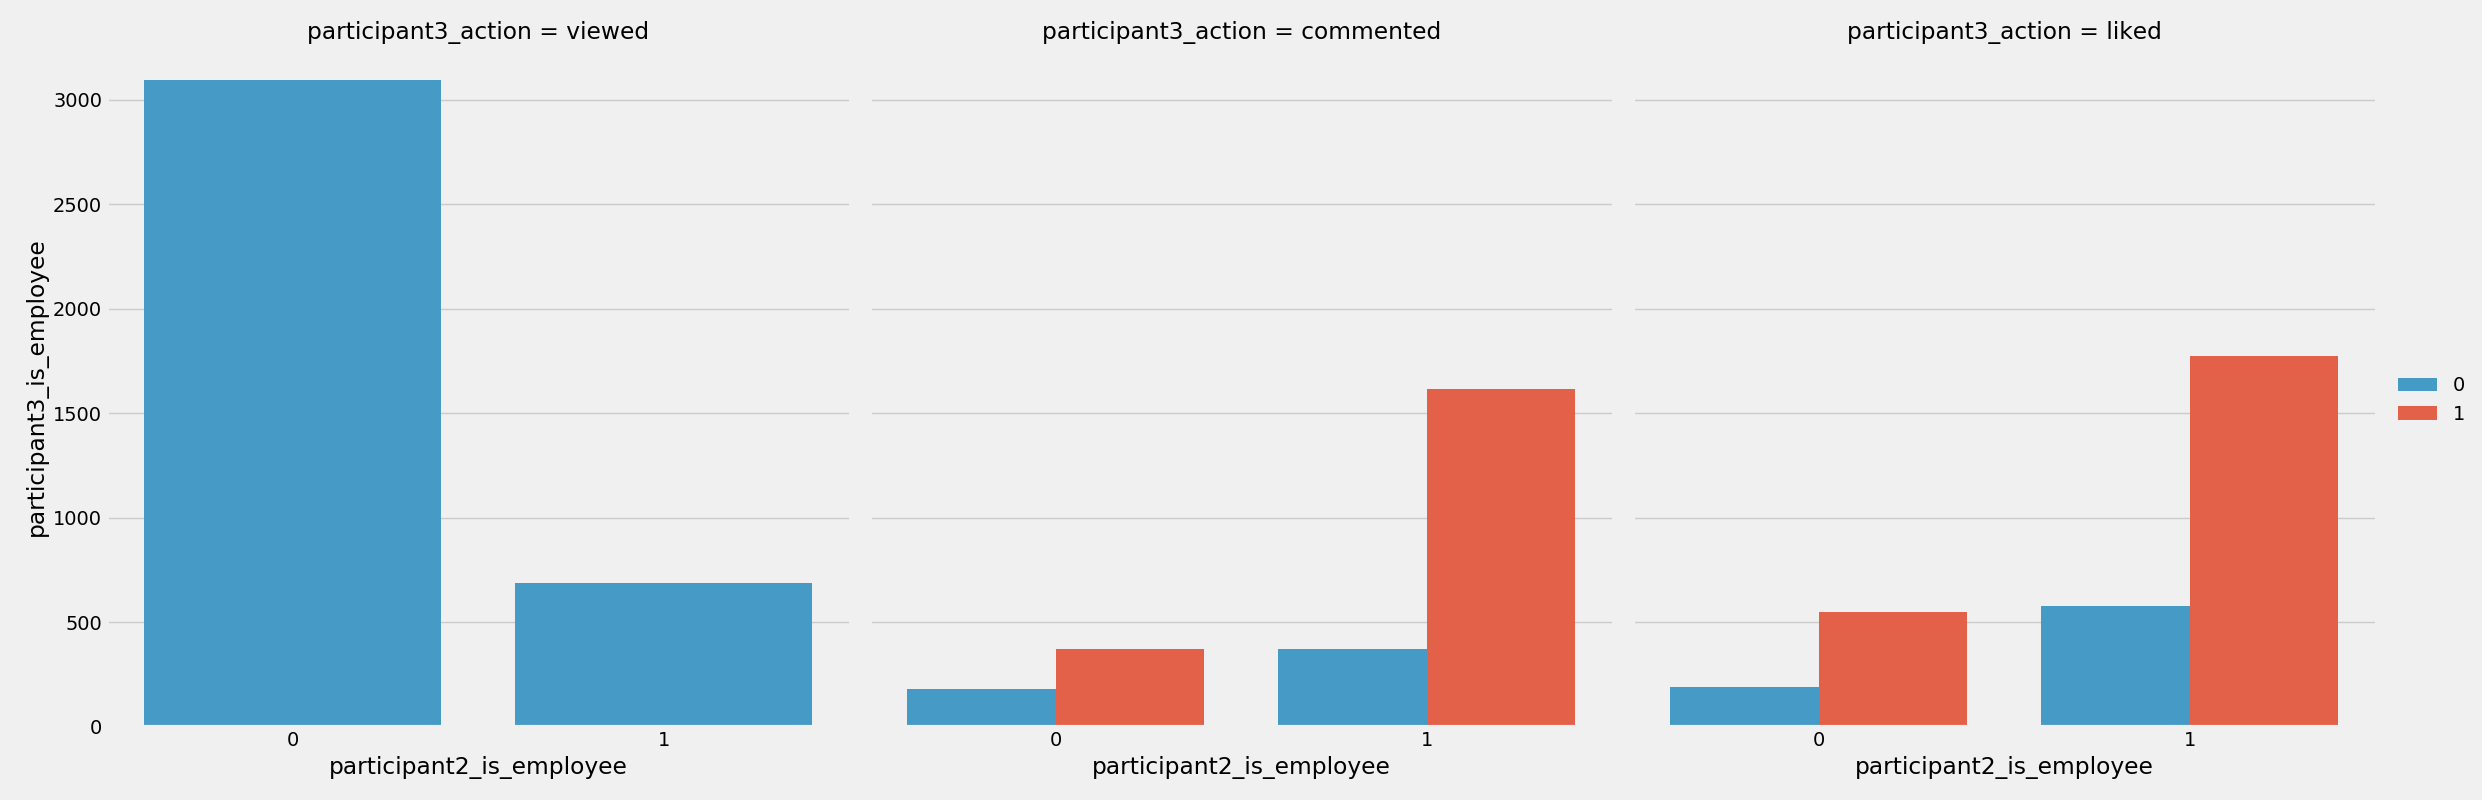 participant3_action = viewed
participant3_action = commented
participant3_action = liked
participant3_is_employee
3000
2500
2000
1500
1000
500
0
0
1
0
1
0
1
participant2_is_employee
participant2_is_employee
participant2_is_employee
0
1